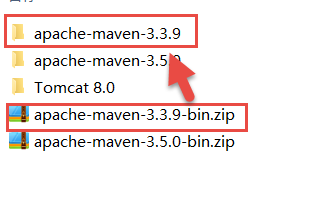 apache-maven-3.3.9
apache-maven-3.5.0
Tomcat 8.0
apache-maven-3.3.9-bin.zip
apache-maven-3.5.0-bin.zip